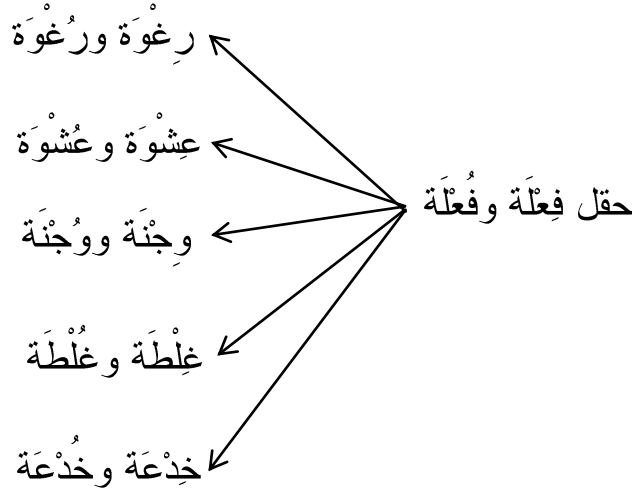 رِغْوَة ورُغْوَة
عِشْوَة وعُشْوَة
حقل فِعْلَة وفُعْلَة
وِجْنَة ووُجْنَة
غِلْطَة وغُلْطَة
خِدْعَة وخُدْعَة